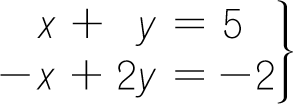 x + y = 5
−x + 2y = −2}